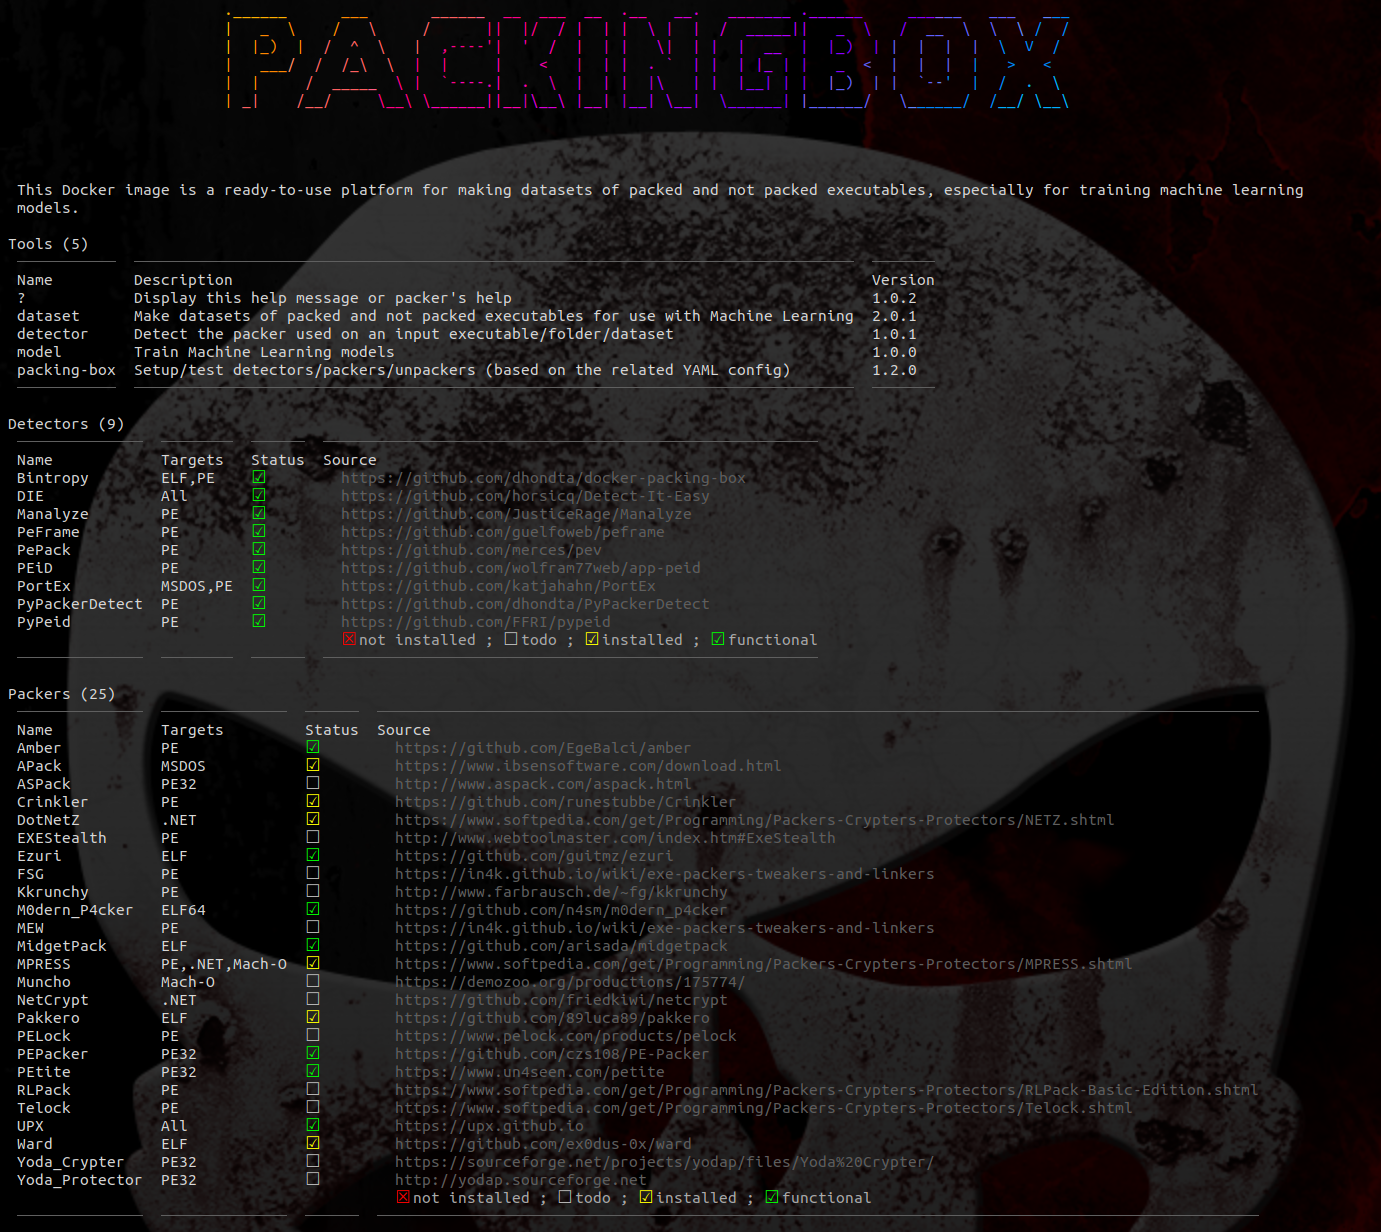 PACKINGBOX
This Docker image is a ready-to-use platform for making datasets of packed and not packed executables, especially for training machine learning
models.
Tools (5)
Name Description Version
? Display this help message or packer's help 1.0.2
dataset Make datasets of packed and not packed executables for use with Machine Learning 2.0.1
detector Detect the packer used on an input executable/folder/dataset 1.0.1
model Train Machine Learning models 1.0.0
packing-box Setup/test detectors/packers/unpackers (based on the related YAML config) 1.2.0
Detectors (9)
Name Targets Status Source
Bintropy ELF,PE ☑ https://github.com/dhondta/docker-packing-box
DIE All ☑ https://github.com/horsicq/Detect-It-Easy
Manalyze PE ☑ https://github.com/JusticeRage/Manalyze
PeFrame PE ☑ https://github.com/guelfoweb/peframe
PePack PE ☑ https://github.com/merces/pev
PEiD PE ☑ https://github.com/wolfram77web/app-peid
PortEx MSDOS,PE ☑ https://github.com/katjahahn/PortEx
PyPackerDetect PE ☑ https://github.com/dhondta/PyPackerDetect
PyPeid PE ☑ https://github.com/FFRI/pypeid
☒ not installed ; ☐ todo ; ☑ installed ; ☑ functional
Packers (25)
Name Targets Status Source
Amber PE ☑ https://github.com/EgeBalci/amber
APack MSDOS ☑ https://www.ibsensoftware.com/download.html
ASPack PE32 ☐ http://www.aspack.com/aspack.html
Crinkler PE ☑ https://github.com/runestubbe/Crinkler
DotNetZ .NET ☑ https://www.softpedia.com/get/Programming/Packers-Crypters-Protectors/NETZ.shtml
EXEStealth PE ☐ http://www.webtoolmaster.com/index.htm#ExeStealth
Ezuri ELF ☑ https://github.com/guitmz/ezuri
FSG PE ☐ https://in4k.github.io/wiki/exe-packers-tweakers-and-linkers
Kkrunchy PE ☐ http://www.farbrausch.de/~fg/kkrunchy
M0dern_P4cker ELF64 ☑ https://github.com/n4sm/m0dern_p4cker
MEW PE ☐ https://in4k.github.io/wiki/exe-packers-tweakers-and-linkers
MidgetPack ELF ☑ https://github.com/arisada/midgetpack
MPRESS PE,.NET,Mach-O ☑ https://www.softpedia.com/get/Programming/Packers-Crypters-Protectors/MPRESS.shtml
Muncho Mach-O ☐ https://demozoo.org/productions/175774/
NetCrypt .NET ☐ https://github.com/friedkiwi/netcrypt
Pakkero ELF ☑ https://github.com/89luca89/pakkero
PELock PE ☐ https://www.pelock.com/products/pelock
PEPacker PE32 ☑ https://github.com/czs108/PE-Packer
PEtite PE32 ☑ https://www.un4seen.com/petite
RLPack PE ☐ https://www.softpedia.com/get/Programming/Packers-Crypters-Protectors/RLPack-Basic-Edition.shtml
Telock PE ☐ https://www.softpedia.com/get/Programming/Packers-Crypters-Protectors/Telock.shtml
UPX All ☑ https://upx.github.io
Ward ELF ☑ https://github.com/ex0dus-0x/ward
Yoda_Crypter PE32 ☐ https://sourceforge.net/projects/yodap/files/Yoda%20Crypter/
Yoda_Protector PE32 ☐ http://yodap.sourceforge.net
☒ not installed ; ☐ todo ; ☑ installed ; ☑ functional